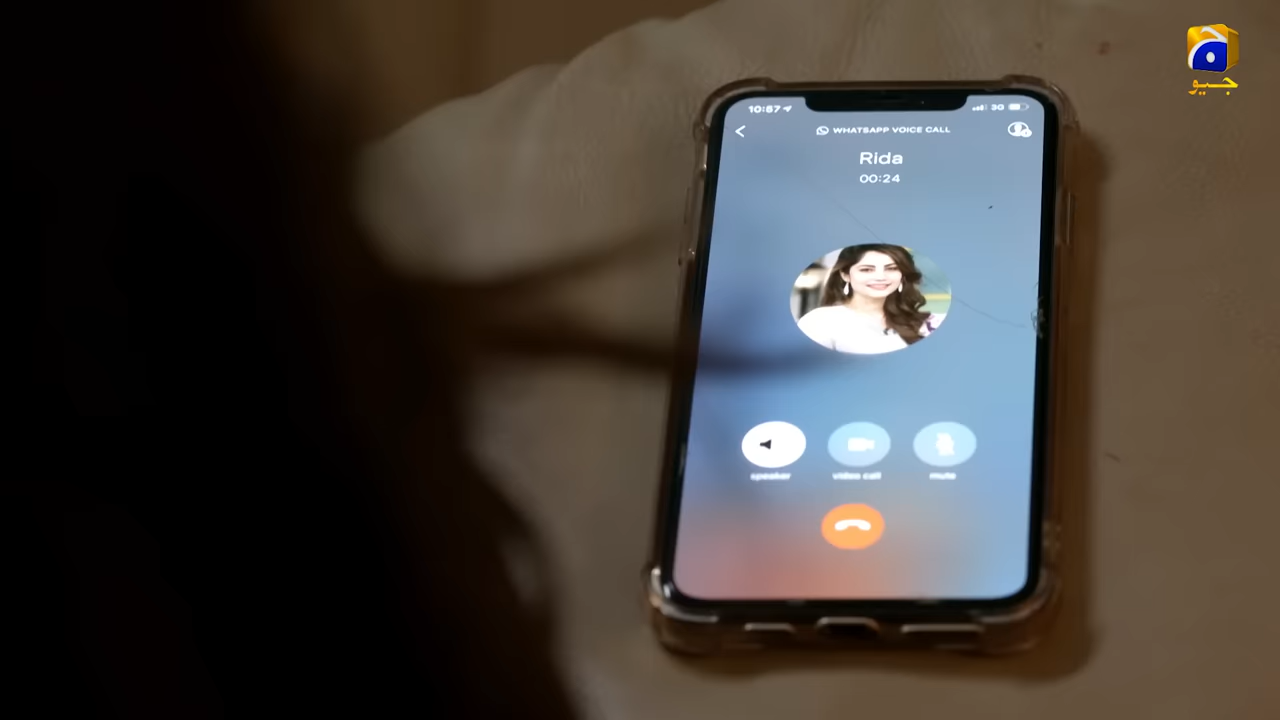 جیو
10:57
3G
WHATSAPP VOICE CALL
Rida
00:24
speaker
video call
mute